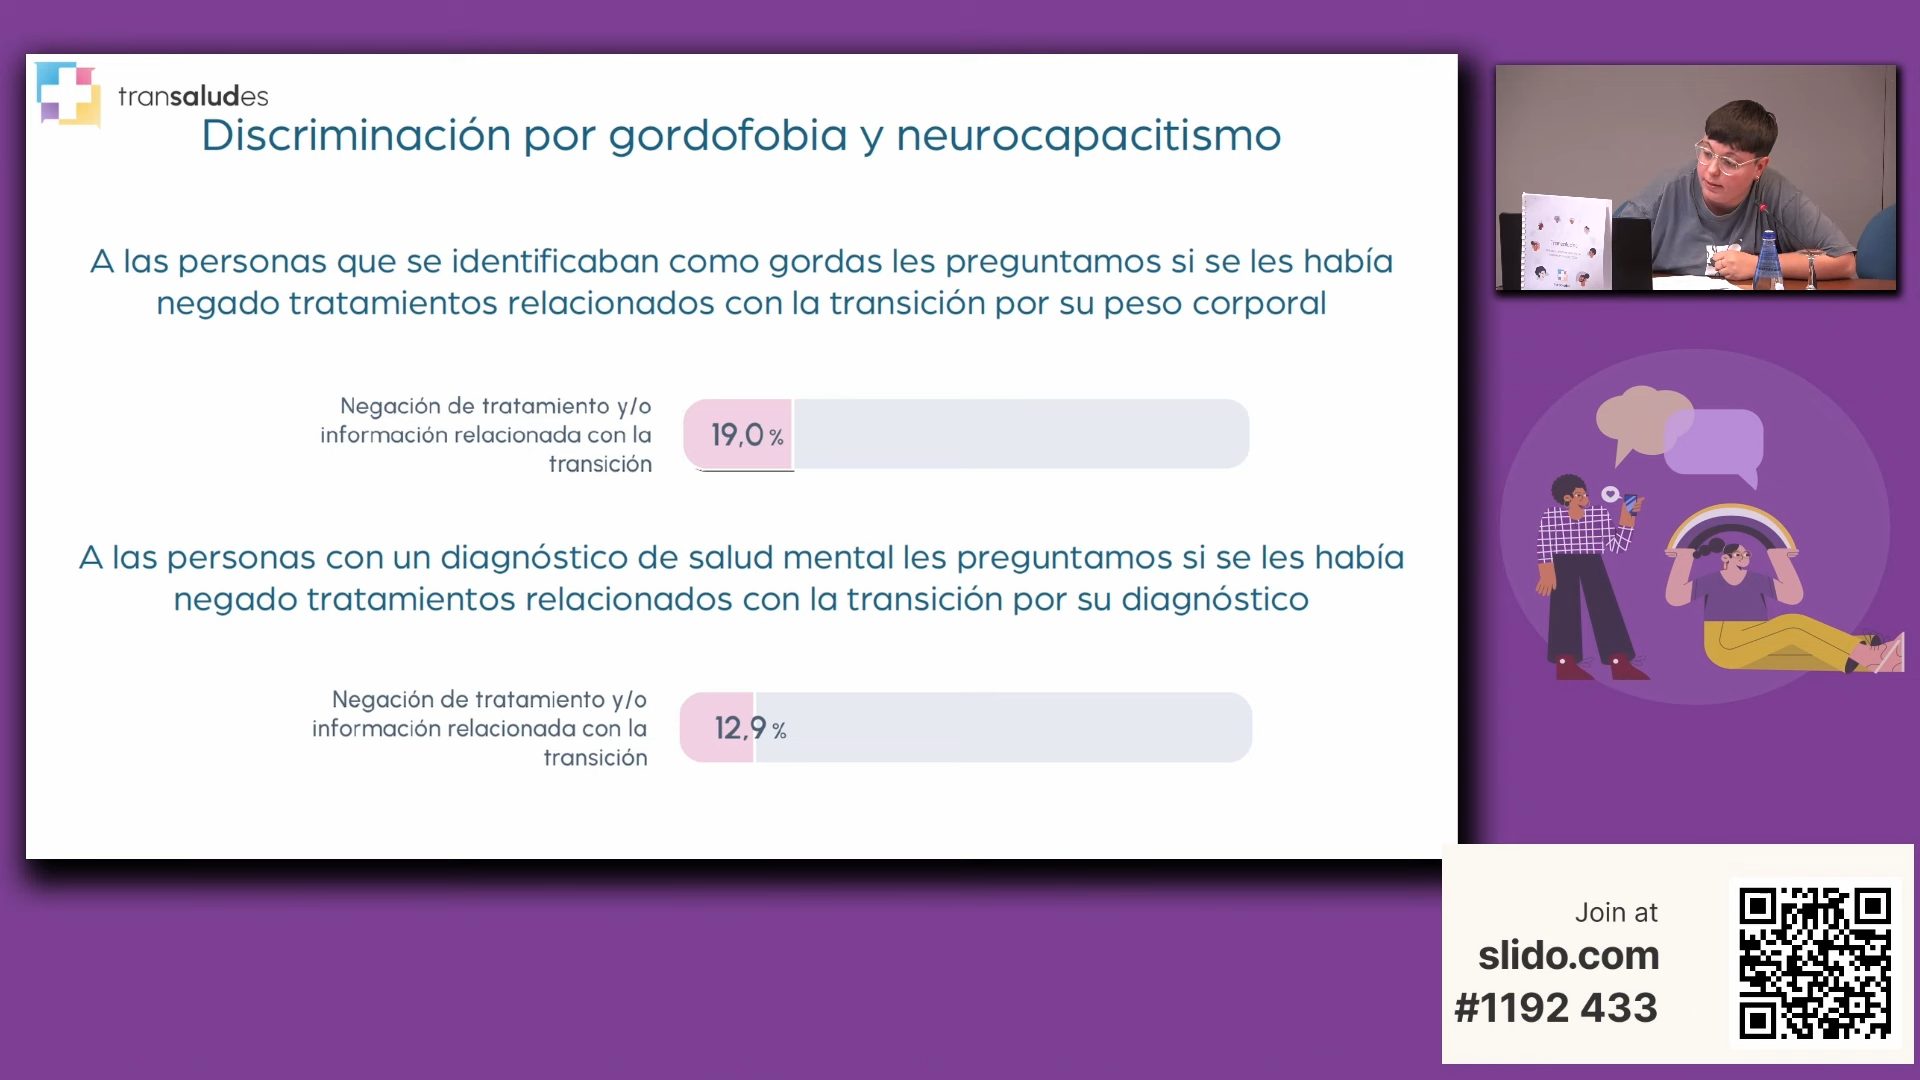 transaludes
Discriminación por gordofobia y neurocapacitismo
A las personas que se identificaban como gordas les preguntamos si se les había
negado tratamientos relacionados con la transición por su peso corporal
Negación de tratamiento y/o
información relacionada con la
transición
19,0 %
A las personas con un diagnóstico de salud mental les preguntamos si se les había
negado tratamientos relacionados con la transición por su diagnóstico
Negación de tratamiento y/o
información relacionada con la
transición
12,9 %
Join at
slido.com
#1192 433